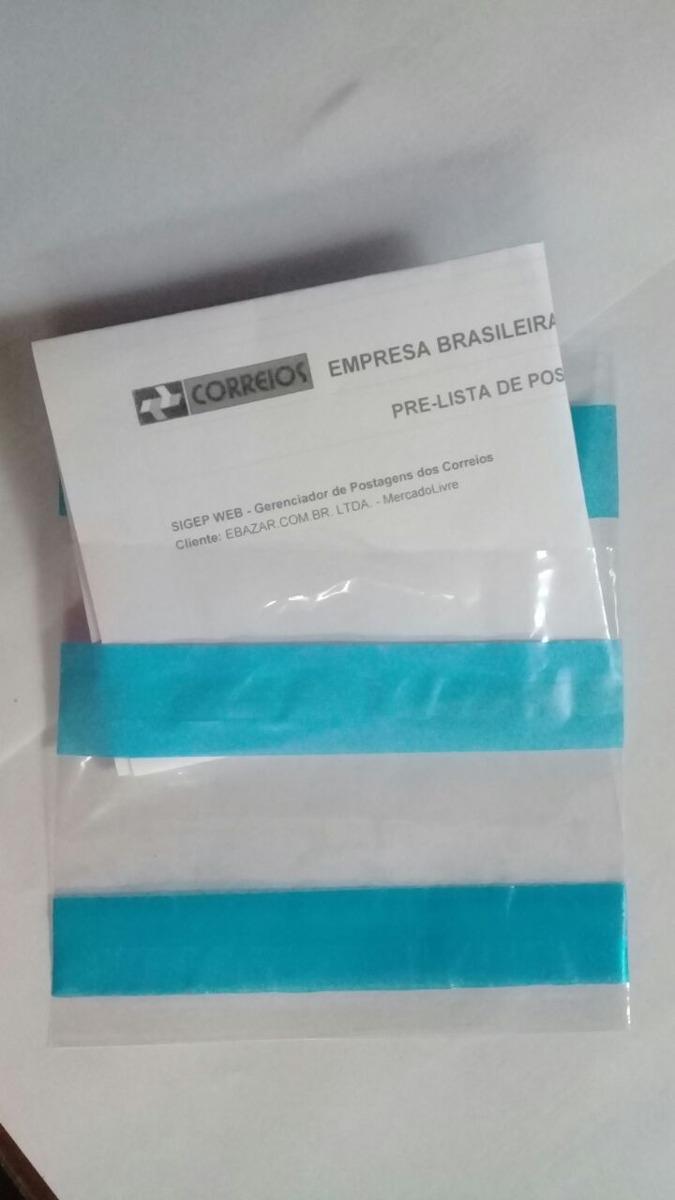 CORREIOS
EMPRESA BRASILEIRA
PRE-LISTA DE POS
SIGEP WEB - Gerenciador de Postagens dos Correios
Cliente: EBAZAR.COM.BR. LTDA. - MercadoLivre